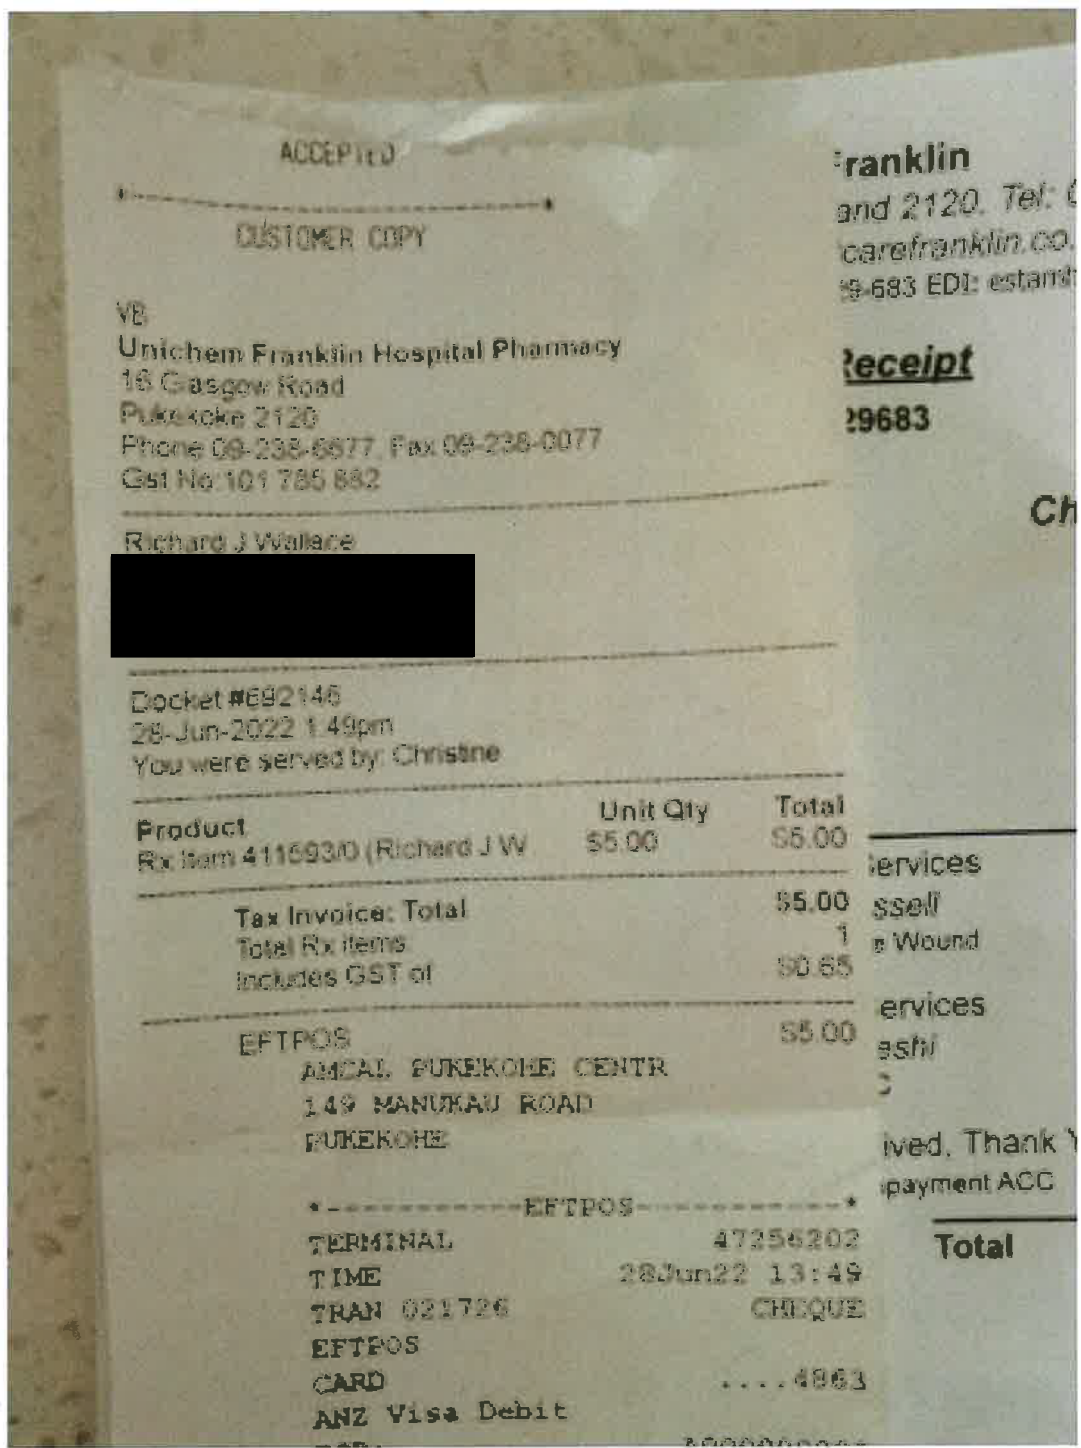 ACCEPTED
*--------------------*
CUSTOMER COPY
VB
Unichem Franklin Hospital Pharmacy
16 Glasgow Road
Pukekohe 2120
Phone 09-238-6677, Fax 09-238-0077
Gst No:101 785 882
Richard J Wallace
Docket #692146
28-Jun-2022 1:49pm
You were served by: Christine
Product Unit Qty Total
Rx Item 411593/0 (Richard J W $5.00 $5.00
Tax Invoice: Total $5.00
Total Rx items 1
Includes GST of $0.65
EFTPOS $5.00
AMCAL PUKEKOHE CENTR
149 MANUKAU ROAD
PUKEKOHE
*------------EFTPOS------------*
TERMINAL 47256202
TIME 28Jun22 13:49
TRAN 021726 CHEQUE
EFTPOS
CARD ....4863
ANZ Visa Debit
ranklin
and 2120. Tel:
carefranklin.co.
9-683 EDI:
Receipt
29683
Ch
Services
ssell
Wound
ervices
eshi
ived. Thank Y
payment ACC
Total